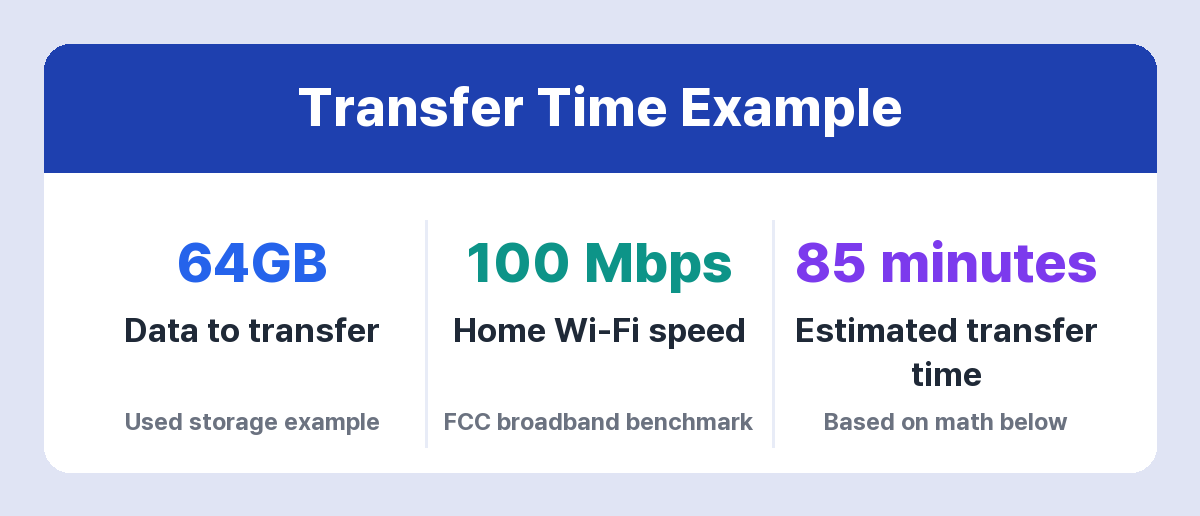 Transfer Time Example
64GB
Data to transfer
Used storage example
100 Mbps
Home Wi-Fi speed
FCC broadband benchmark
85 minutes
Estimated transfer
time
Based on math below